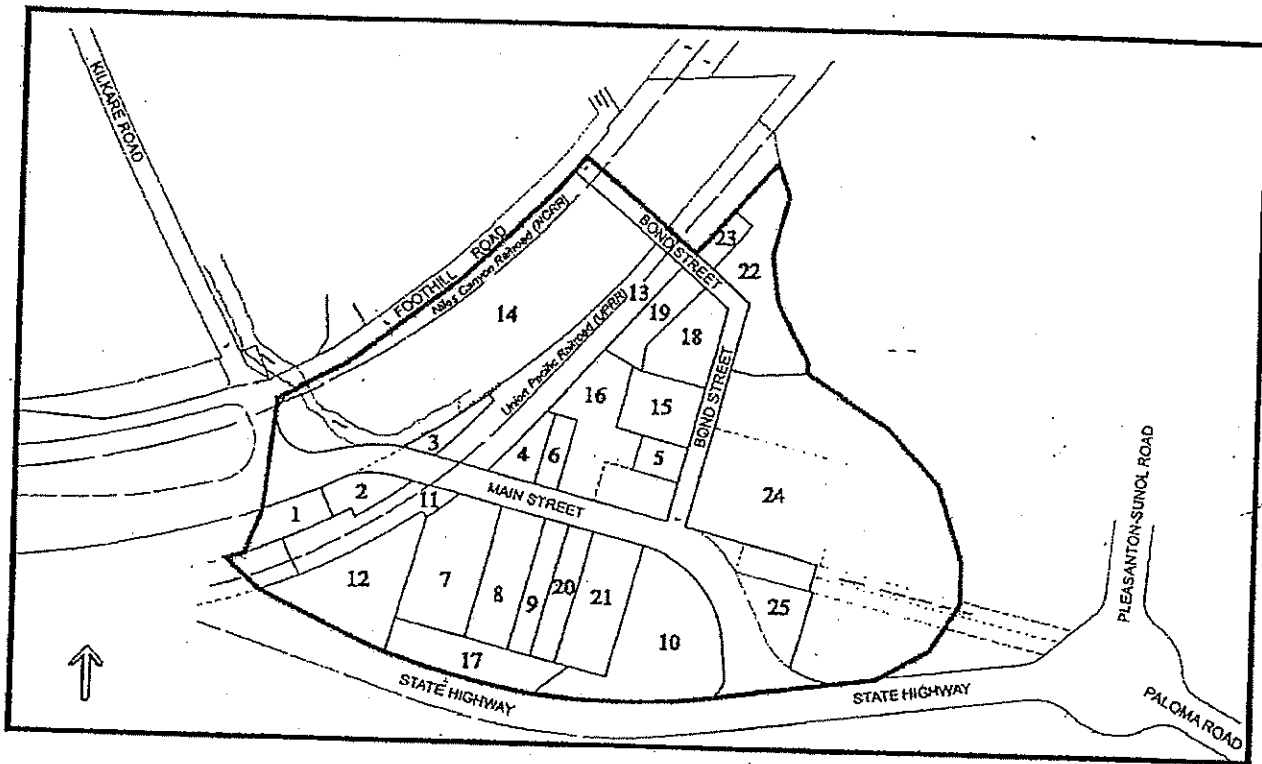 KILKARE ROAD
FOOTHILL ROAD
Niles Canyon Railroad (NCRR)
BOND STREET
23
22
14
13
19
Union Pacific Railroad (UPRR)
18
16
15
BOND STREET
3
4
6
5
2
11
MAIN STREET
24
1
PLEASANTON-SUNOL ROAD
12
7
8
9
20
21
25
10
17
STATE HIGHWAY
STATE HIGHWAY
PALOMA ROAD